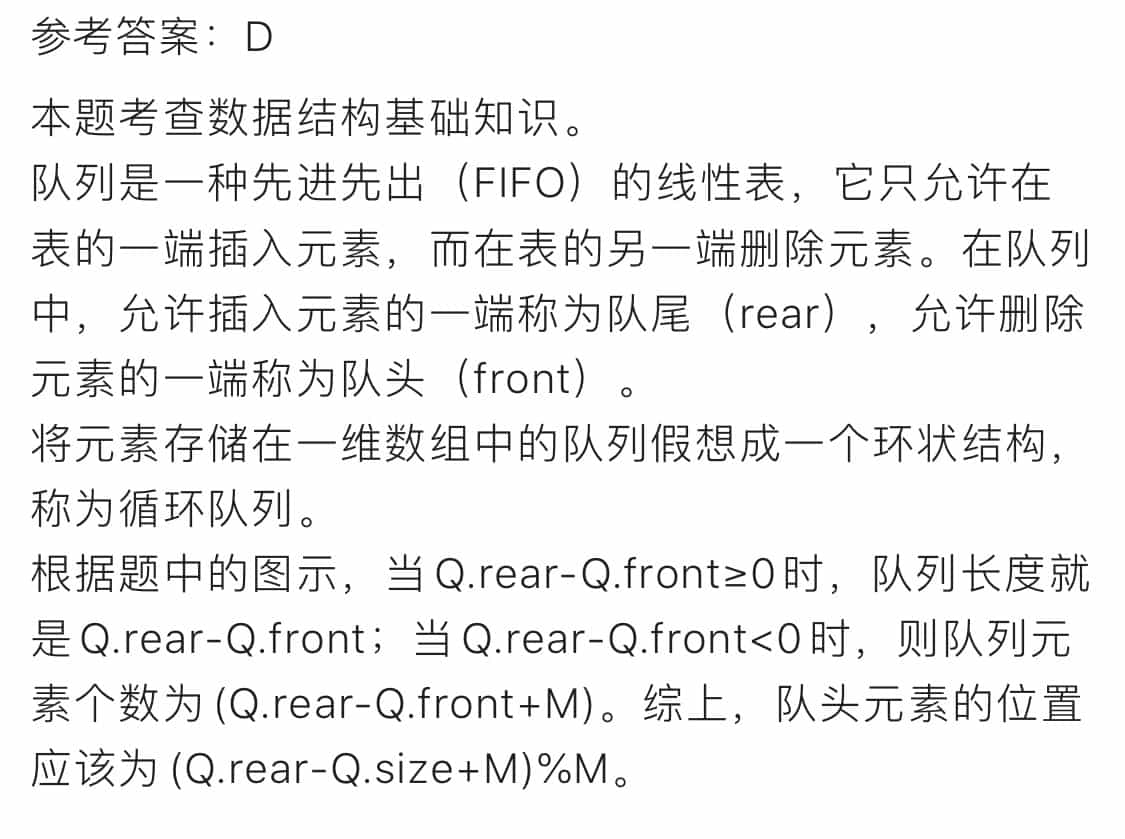 参考答案：D
本题考查数据结构基础知识。
队列是一种先进先出（FIFO）的线性表，它只允许在
表的一端插入元素，而在表的另一端删除元素。在队列
中，允许插入元素的一端称为队尾（rear），允许删除
元素的一端称为队头（front）。
将元素存储在一维数组中的队列假想成一个环状结构，
称为循环队列。
根据题中的图示，当Q.rear-Q.front≥0时，队列长度就
是Q.rear-Q.front；当Q.rear-Q.front<0时，则队列元
素个数为(Q.rear-Q.front+M)。综上，队头元素的位置
应该为(Q.rear-Q.size+M)%M。